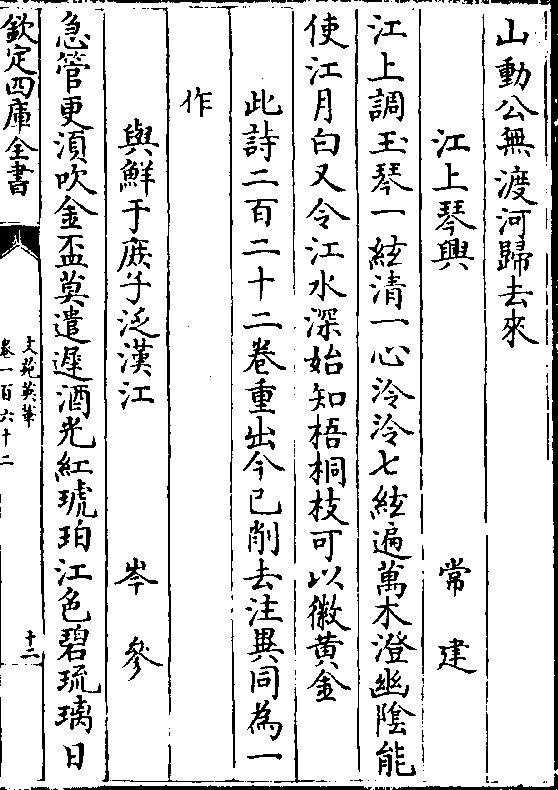 山動公無渡河歸去來
江上琴興　常建
江上調玉琴一絃清一心泠泠七絃遍萬木澄幽陰能
使江月白又令江水深始知梧桐枝可以徽黄金
此詩二百二十二卷重出今已削去注異同為一
作
與鮮于庶子泛漢江　岑參
急管更湏吹金盃莫遣遲酒光紅琥珀江色碧琉璃日
欽定四庫全書
文苑英華
卷一百六十二
十二